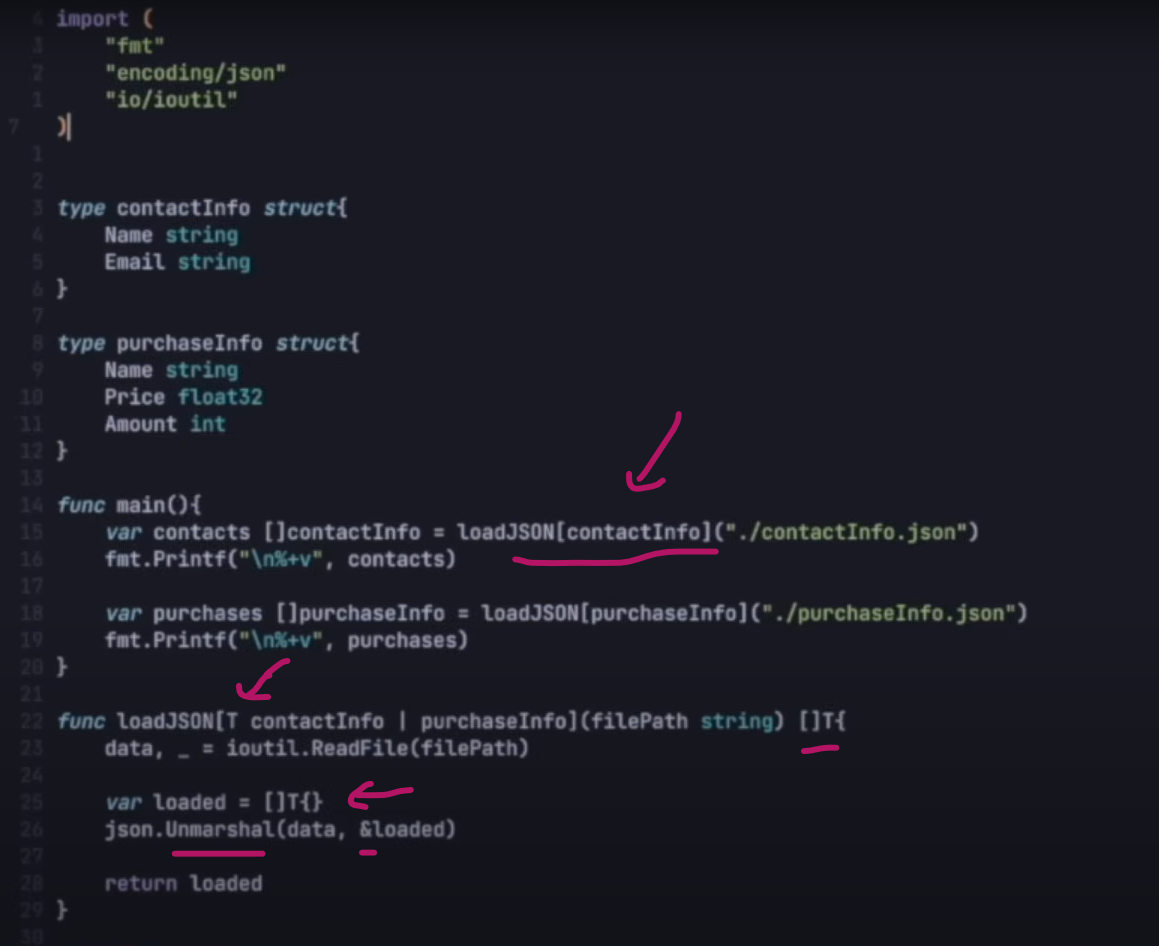 4 import (
3 "fmt"
2 "encoding/json"
1 "io/ioutil"
7 )
1
2
3 type contactInfo struct{
4 Name string
5 Email string
6 }
7
8 type purchaseInfo struct{
9 Name string
10 Price float32
11 Amount int
12 }
13
14 func main(){
15 var contacts []contactInfo = loadJSON[contactInfo]("./contactInfo.json")
16 fmt.Printf("\n%+v", contacts)
17
18 var purchases []purchaseInfo = loadJSON[purchaseInfo]("./purchaseInfo.json")
19 fmt.Printf("\n%+v", purchases)
20 }
21
22 func loadJSON[T contactInfo | purchaseInfo](filePath string) []T{
23 data, _ = ioutil.ReadFile(filePath)
24
25 var loaded = []T{}
26 json.Unmarshal(data, &loaded)
27
28 return loaded
29 }
30